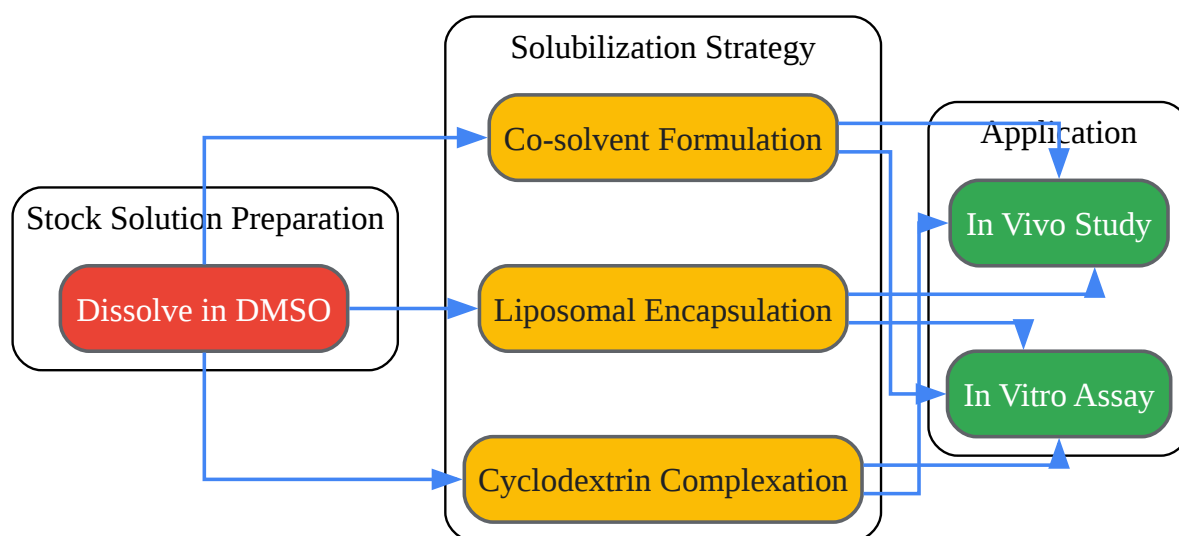 Stock Solution Preparation
Dissolve in DMSO
Solubilization Strategy
Co-solvent Formulation
Liposomal Encapsulation
Cyclodextrin Complexation
Application
In Vivo Study
In Vitro Assay